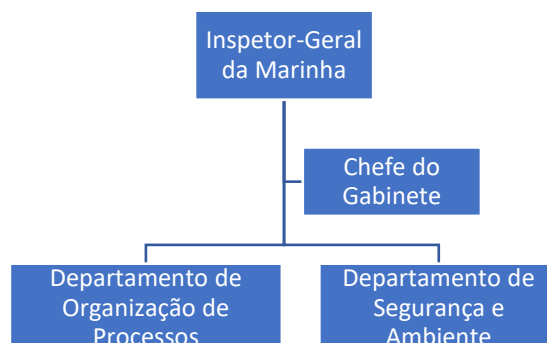 Inspetor-Geral
da Marinha
Chefe do
Gabinete
Departamento de
Organização de
Processos
Departamento de
Segurança e
Ambiente